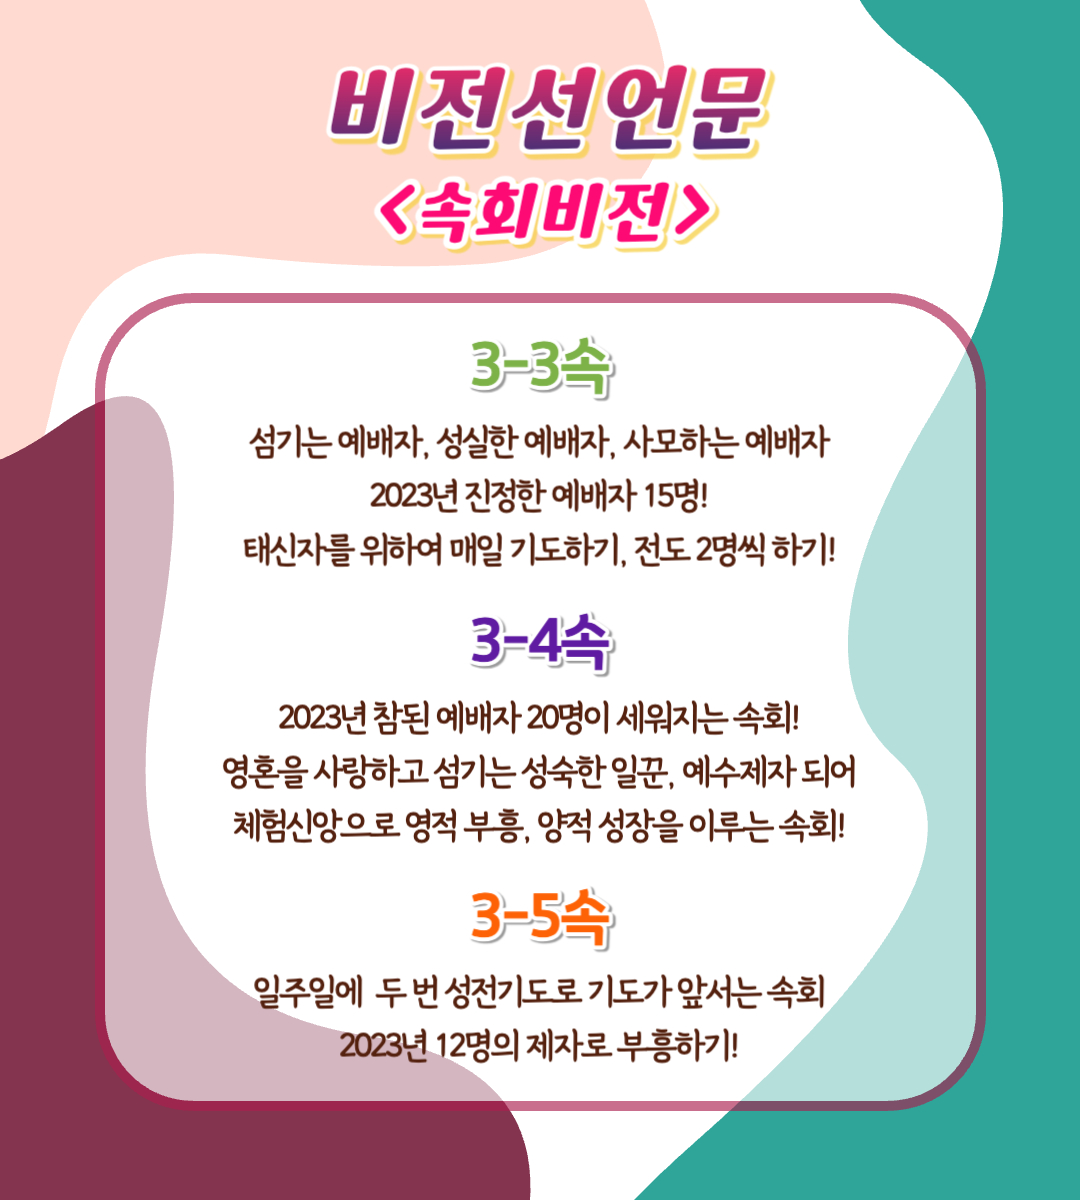 비전선언문
<속회비전>
3-3속
섬기는 예배자, 성실한 예배자, 사모하는 예배자
2023년 진정한 예배자 15명!
태신자를 위하여 매일 기도하기, 전도 2명씩 하기!
3-4속
2023년 참된 예배자 20명이 세워지는 속회!
영혼을 사랑하고 섬기는 성숙한 일꾼, 예수제자 되어
체험신앙으로 영적 부흥, 양적 성장을 이루는 속회!
3-5속
일주일에 두 번 성전기도로 기도가 앞서는 속회
2023년 12명의 제자로 부흥하기!